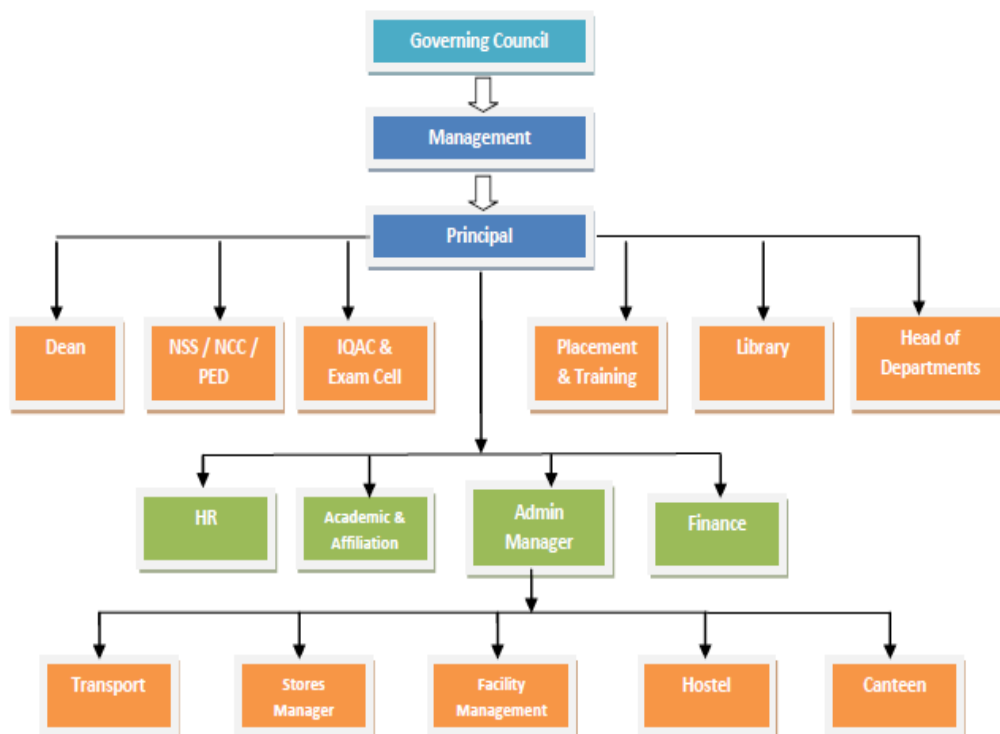 Governing Council
Management
Principal
Dean
NSS / NCC /
PED
IQAC &
Exam Cell
Placement
& Training
Library
Head of
Departments
HR
Academic &
Affiliation
Admin
Manager
Finance
Transport
Stores
Manager
Facility
Management
Hostel
Canteen